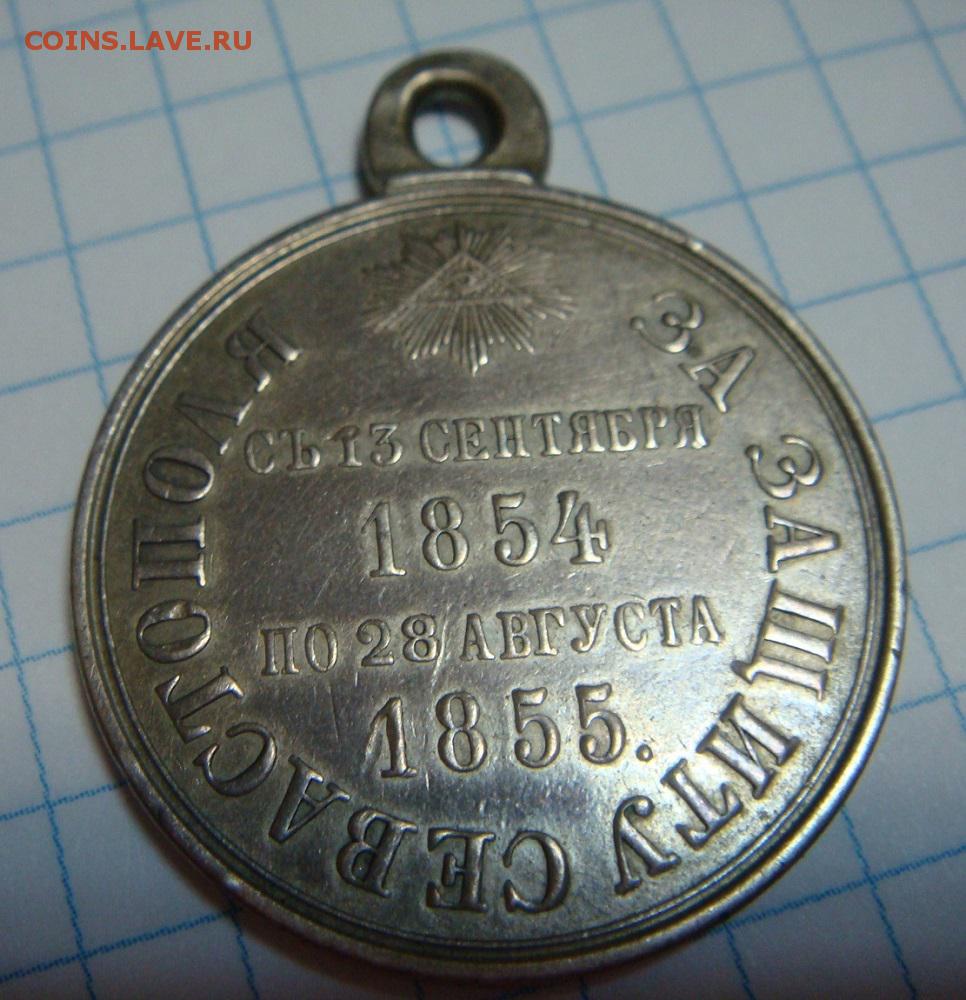 COINS.LAVE.RU
ЗА ЗАЩИТУ СЕВАСТОПОЛЯ
СЪ 13 СЕНТЯБРЯ
1854
ПО 28 АВГУСТА
1855.